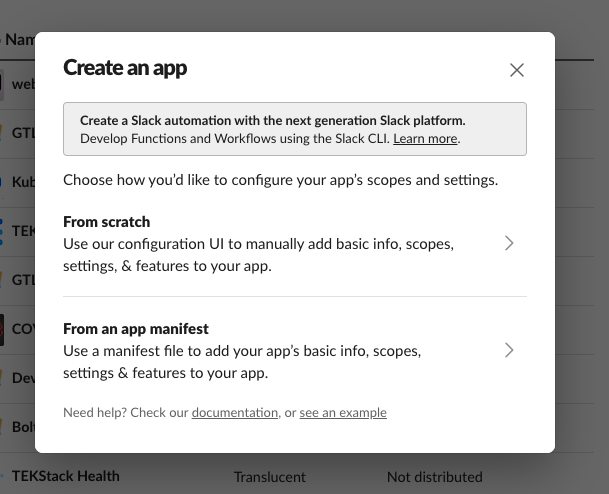 Nam
Create an app
web
Create a Slack automation with the next generation Slack platform.
Develop Functions and Workflows using the Slack CLI. Learn more.
GTL
Choose how you'd like to configure your app's scopes and settings.
Kub
From scratch
TEK
Use our configuration UI to manually add basic info, scopes,
settings, & features to your app.
GTL
From an app manifest
CO
Use a manifest file to add your app's basic info, scopes,
settings & features to your app.
Dev
Need help? Check our documentation, or see an example
Bol
TEKStack Health Translucent Not distributed